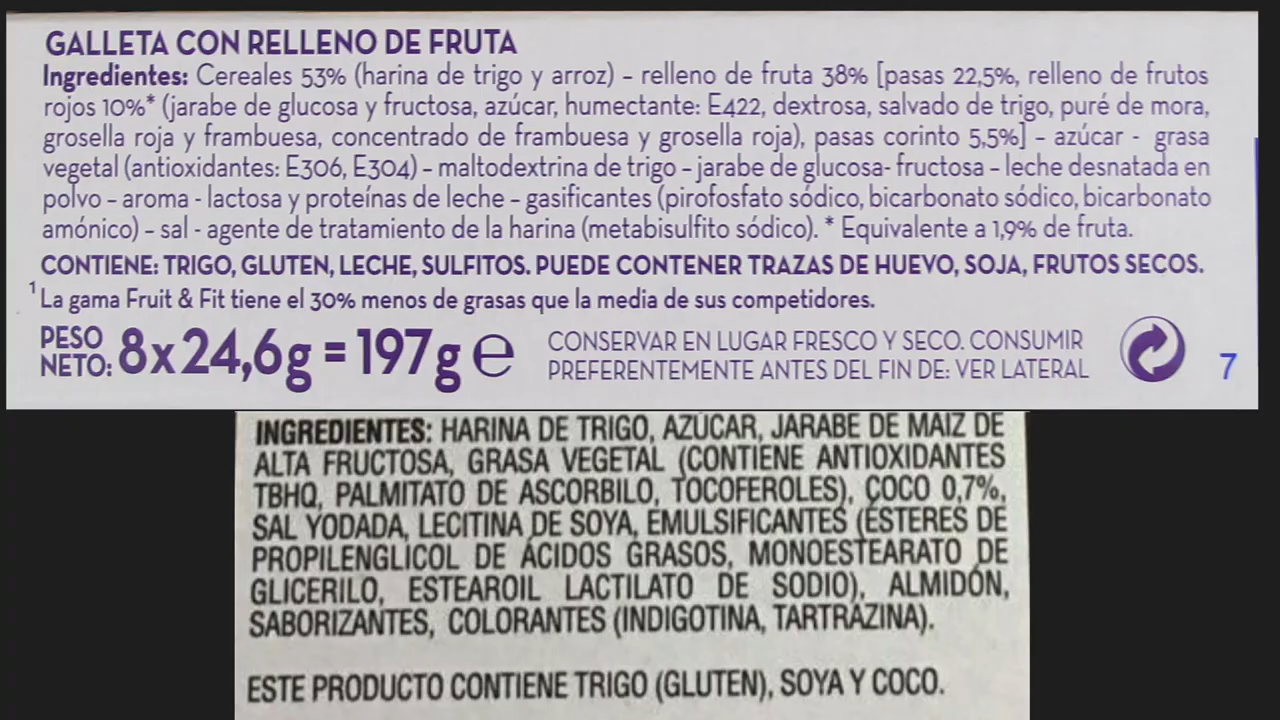 GALLETA CON RELLENO DE FRUTA
Ingredientes: Cereales 53% (harina de trigo y arroz) - relleno de fruta 38% [pasas 22,5%, relleno de frutos
rojos 10%* (jarabe de glucosa y fructosa, azúcar, humectante: E422, dextrosa, salvado de trigo, puré de mora,
grosella roja y frambuesa, concentrado de frambuesa y grosella roja), pasas corinto 5,5%] - azúcar - grasa
vegetal (antioxidantes: E306, E304) - maltodextrina de trigo - jarabe de glucosa- fructosa - leche desnatada en
polvo - aroma - lactosa y proteínas de leche - gasificantes (pirofosfato sódico, bicarbonato sódico, bicarbonato
amónico) - sal - agente de tratamiento de la harina (metabisulfito sódico). * Equivalente a 1,9% de fruta.
CONTIENE: TRIGO, GLUTEN, LECHE, SULFITOS. PUEDE CONTENER TRAZAS DE HUEVO, SOJA, FRUTOS SECOS.
¹ La gama Fruit & Fit tiene el 30% menos de grasas que la media de sus competidores.
PESO NETO: 8x24,6g = 197g ℮
CONSERVAR EN LUGAR FRESCO Y SECO. CONSUMIR
PREFERENTEMENTE ANTES DEL FIN DE: VER LATERAL
7
INGREDIENTES: HARINA DE TRIGO, AZÚCAR, JARABE DE MAIZ DE
ALTA FRUCTOSA, GRASA VEGETAL (CONTIENE ANTIOXIDANTES
TBHQ, PALMITATO DE ASCORBILO, TOCOFEROLES), COCO 0,7%,
SAL YODADA, LECITINA DE SOYA, EMULSIFICANTES (ÉSTERES DE
PROPILENGLICOL DE ÁCIDOS GRASOS, MONOESTEARATO DE
GLICERILO, ESTEAROIL LACTILATO DE SODIO), ALMIDÓN,
SABORIZANTES, COLORANTES (INDIGOTINA, TARTRAZINA).
ESTE PRODUCTO CONTIENE TRIGO (GLUTEN), SOYA Y COCO.